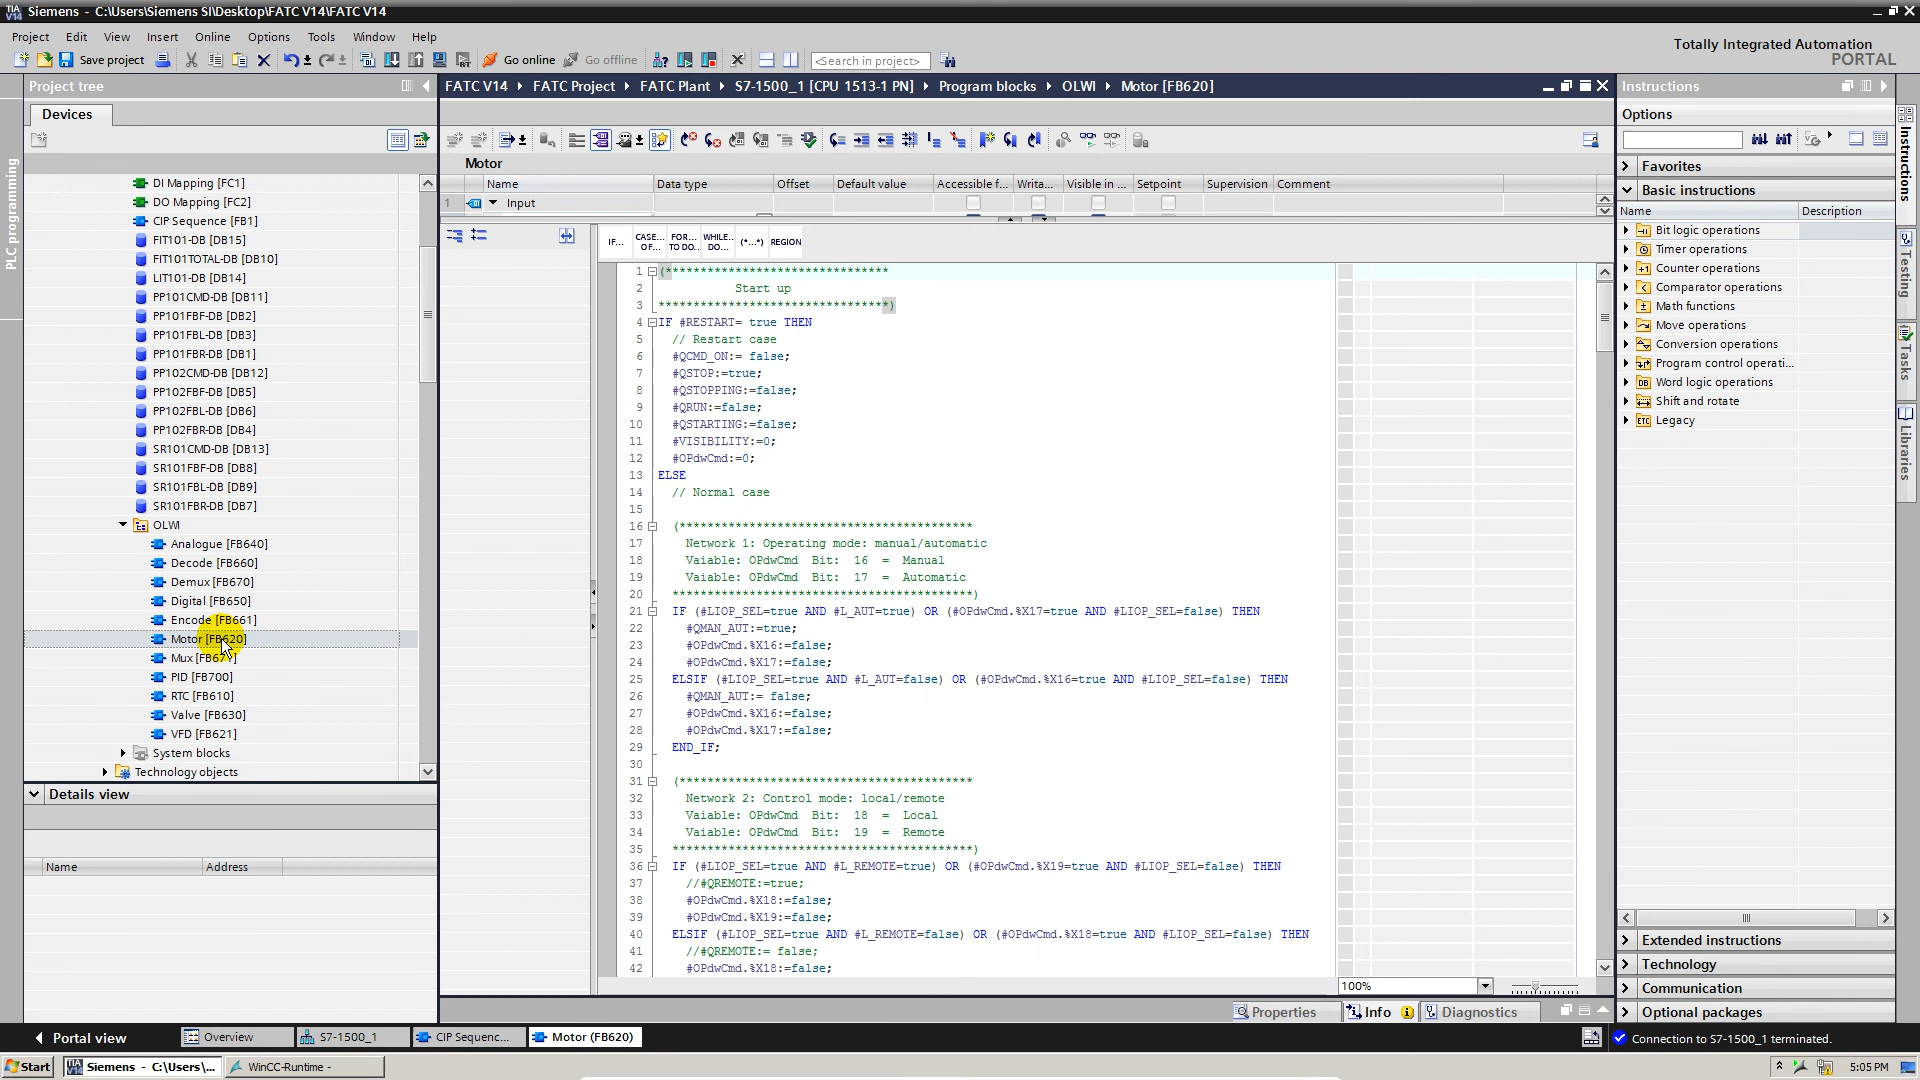 Siemens - C:\Users\Siemens SI\Desktop\FATC V14\FATC V14
Project Edit View Insert Online Options Tools Window Help
Totally Integrated Automation
PORTAL
Save project
Go online
Go offline
<Search in project>
Project tree
FATC V14 FATC Project FATC Plant S7-1500_1 [CPU 1513-1 PN] Program blocks OLWI Motor [FB620]
Instructions
Devices
Options
PLC programming
DI Mapping [FC1]
DO Mapping [FC2]
CIP Sequence [FB1]
FIT101-DB [DB15]
FIT101TOTAL-DB [DB10]
LIT101-DB [DB14]
PP101CMD-DB [DB11]
PP101FBF-DB [DB2]
PP101FBL-DB [DB3]
PP101FBR-DB [DB1]
PP102CMD-DB [DB12]
PP102FBF-DB [DB5]
PP102FBL-DB [DB6]
PP102FBR-DB [DB4]
SR101CMD-DB [DB13]
SR101FBF-DB [DB8]
SR101FBL-DB [DB9]
SR101FBR-DB [DB7]
OLWI
Analogue [FB640]
Decode [FB660]
Demux [FB670]
Digital [FB650]
Encode [FB661]
Motor [FB620]
Mux
PID [FB700]
RTC [FB610]
Valve [FB630]
VFD [FB621]
System blocks
Technology objects
Details view
Name Address
Motor
Name Data type Offset Default value Accessible f... Writa... Visible in ... Setpoint Supervision Comment
1 Input
IF... CASE... OF... FOR... TO DO... WHILE... DO... (*...*) REGION
1 (********************************
2 Start up
3 *********************************)
4 IF #RESTART= true THEN
5 // Restart case
6 #QCMD_ON:= false;
7 #QSTOP:=true;
8 #QSTOPPING:=false;
9 #QRUN:=false;
10 #QSTARTING:=false;
11 #VISIBILITY:=0;
12 #OPdwCmd:=0;
13 ELSE
14 // Normal case
15
16 (******************************************
17 Network 1: Operating mode: manual/automatic
18 Vaiable: OPdwCmd Bit: 16 = Manual
19 Vaiable: OPdwCmd Bit: 17 = Automatic
20 *******************************************)
21 IF (#LIOP_SEL=true AND #L_AUT=true) OR (#OPdwCmd.%X17=true AND #LIOP_SEL=false) THEN
22 #QMAN_AUT:=true;
23 #OPdwCmd.%X16:=false;
24 #OPdwCmd.%X17:=false;
25 ELSIF (#LIOP_SEL=true AND #L_AUT=false) OR (#OPdwCmd.%X16=true AND #LIOP_SEL=false) THEN
26 #QMAN_AUT:= false;
27 #OPdwCmd.%X16:=false;
28 #OPdwCmd.%X17:=false;
29 END_IF;
30
31 (******************************************
32 Network 2: Control mode: local/remote
33 Vaiable: OPdwCmd Bit: 18 = Local
34 Vaiable: OPdwCmd Bit: 19 = Remote
35 *******************************************)
36 IF (#LIOP_SEL=true AND #L_REMOTE=true) OR (#OPdwCmd.%X19=true AND #LIOP_SEL=false) THEN
37 //#QREMOTE:=true;
38 #OPdwCmd.%X18:=false;
39 #OPdwCmd.%X19:=false;
40 ELSIF (#LIOP_SEL=true AND #L_REMOTE=false) OR (#OPdwCmd.%X18=true AND #LIOP_SEL=false) THEN
41 //#QREMOTE:= false;
42 #OPdwCmd.%X18:=false;
100%
Favorites
Basic instructions
Name Description
Bit logic operations
Timer operations
Counter operations
Comparator operations
Math functions
Move operations
Conversion operations
Program control operati...
Word logic operations
Shift and rotate
Legacy
Extended instructions
Technology
Communication
Optional packages
Instructions
Testing
Tasks
Libraries
Properties Info Diagnostics
Portal view Overview S7-1500_1 CIP Sequenc... Motor (FB620)
Connection to S7-1500_1 terminated.
Start Siemens - C:\Users\... WinCC-Runtime - 5:05 PM